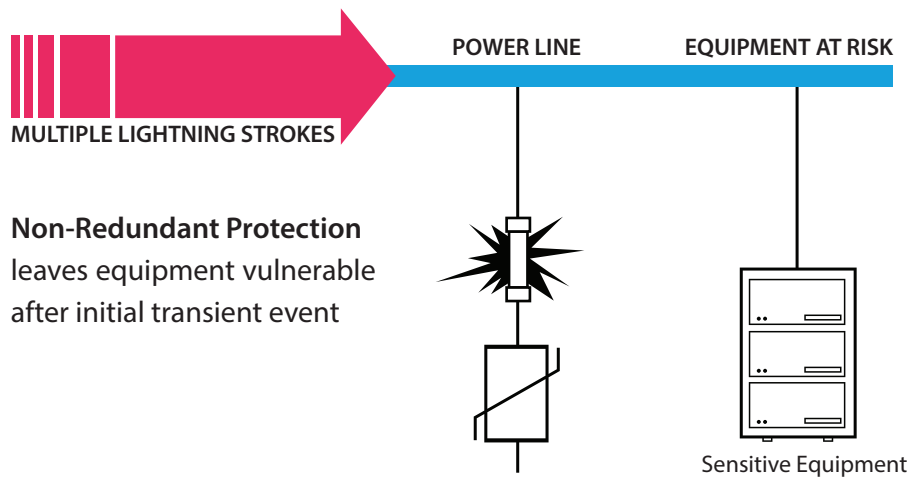 POWER LINE
EQUIPMENT AT RISK
MULTIPLE LIGHTNING STROKES
Non-Redundant Protection
leaves equipment vulnerable
after initial transient event
Sensitive Equipment